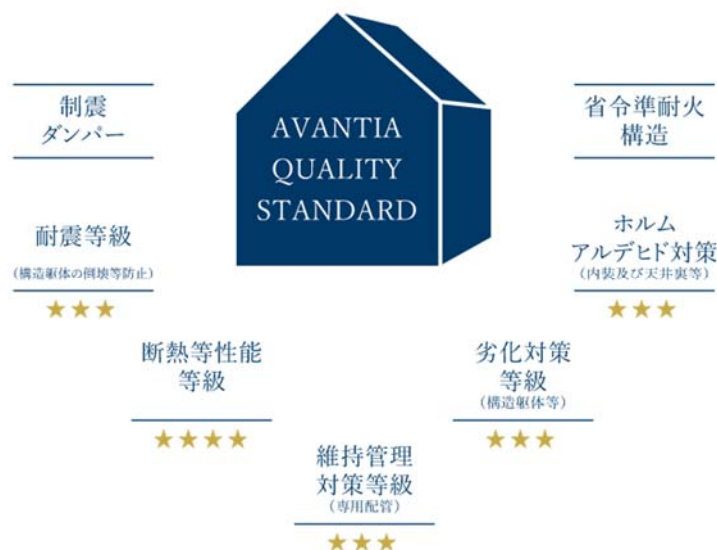 制震
ダンパー
AVANTIA
QUALITY
STANDARD
省令準耐火
構造
耐震等級
(構造躯体の倒壊等防止)
★★★
ホルム
アルデヒド対策
(内装及び天井裏等)
★★★
断熱等性能
等級
★★★★
劣化対策
等級
(構造躯体等)
★★★
維持管理
対策等級
(専用配管)
★★★